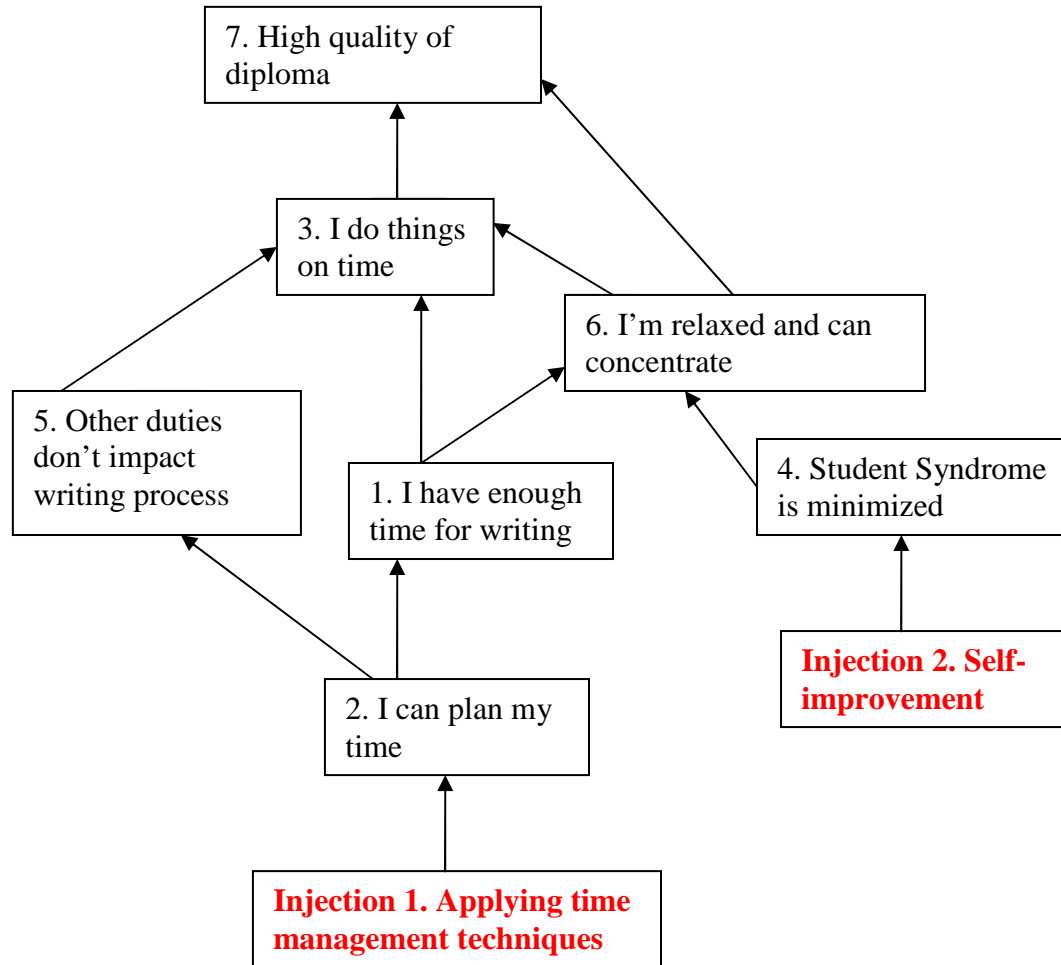 7. High quality of
diploma
3. I do things
on time
6. I’m relaxed and can
concentrate
5. Other duties
don’t impact
writing process
1. I have enough
time for writing
4. Student Syndrome
is minimized
Injection 2. Self-
improvement
2. I can plan my
time
Injection 1. Applying time
management techniques